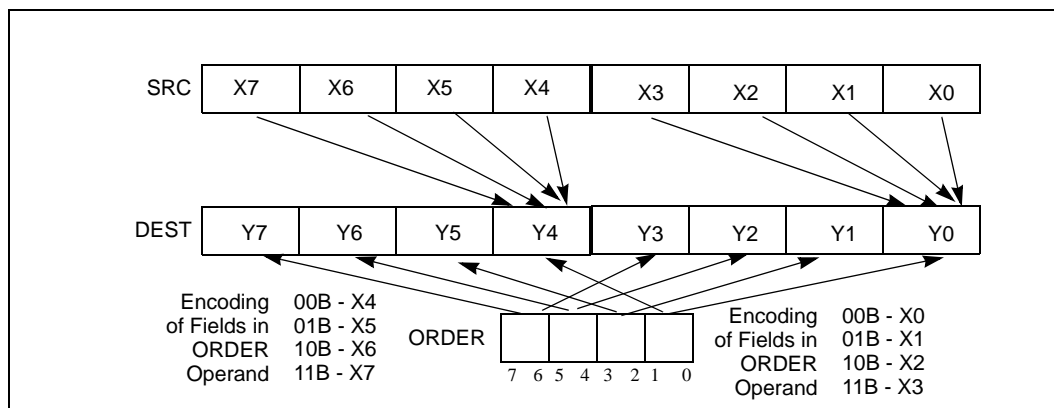 SRC X7 X6 X5 X4 X3 X2 X1 X0
DEST Y7 Y6 Y5 Y4 Y3 Y2 Y1 Y0
Encoding 00B - X4
of Fields in 01B - X5
ORDER 10B - X6
Operand 11B - X7
ORDER
7 6 5 4 3 2 1 0
Encoding 00B - X0
of Fields in 01B - X1
ORDER 10B - X2
Operand 11B - X3